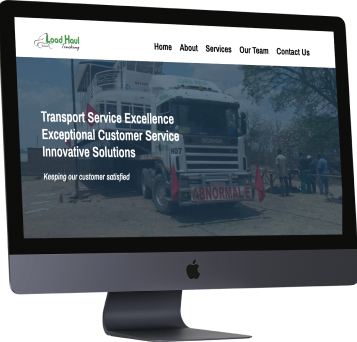 Load Haul
Trucking
Home About Services Our Team Contact Us
Transport Service Excellence
Exceptional Customer Service
Innovative Solutions
Keeping our customer satisfied
ABNORMALE